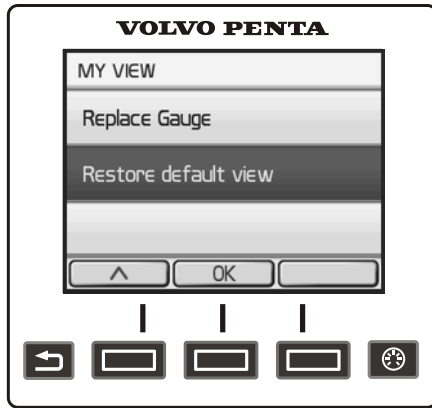 VOLVO PENTA
MY VIEW
Replace Gauge
Restore default view
OK